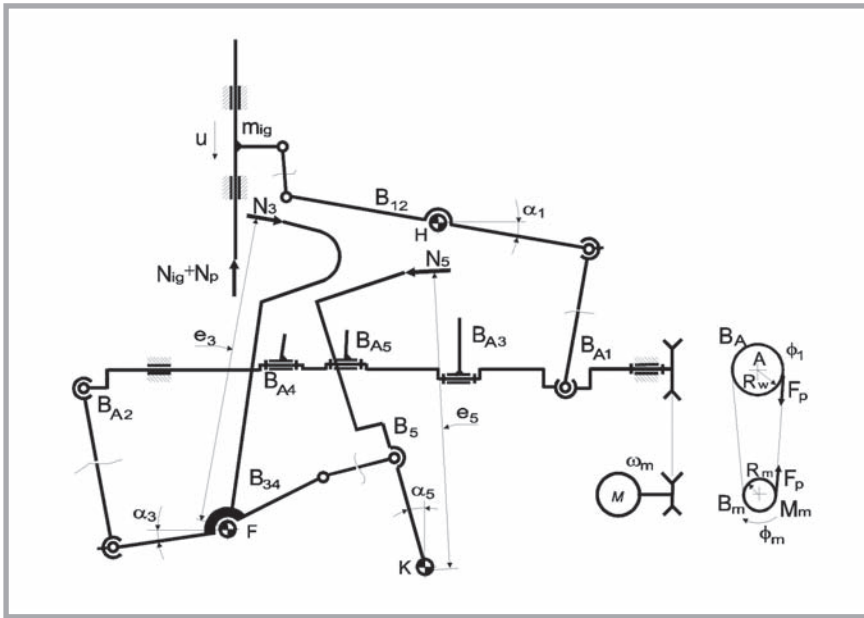 u
m_ig
B_12
α_1
H
N_3
N_5
N_ig+N_p
e_3
B_A5
B_A3
B_A1
B_A
A
ϕ_1
R_w
F_p
B_A4
B_A2
e_5
B_5
B_34
α_5
ω_m
M
R_m
F_p
B_m
M_m
ϕ_m
α_3
F
K